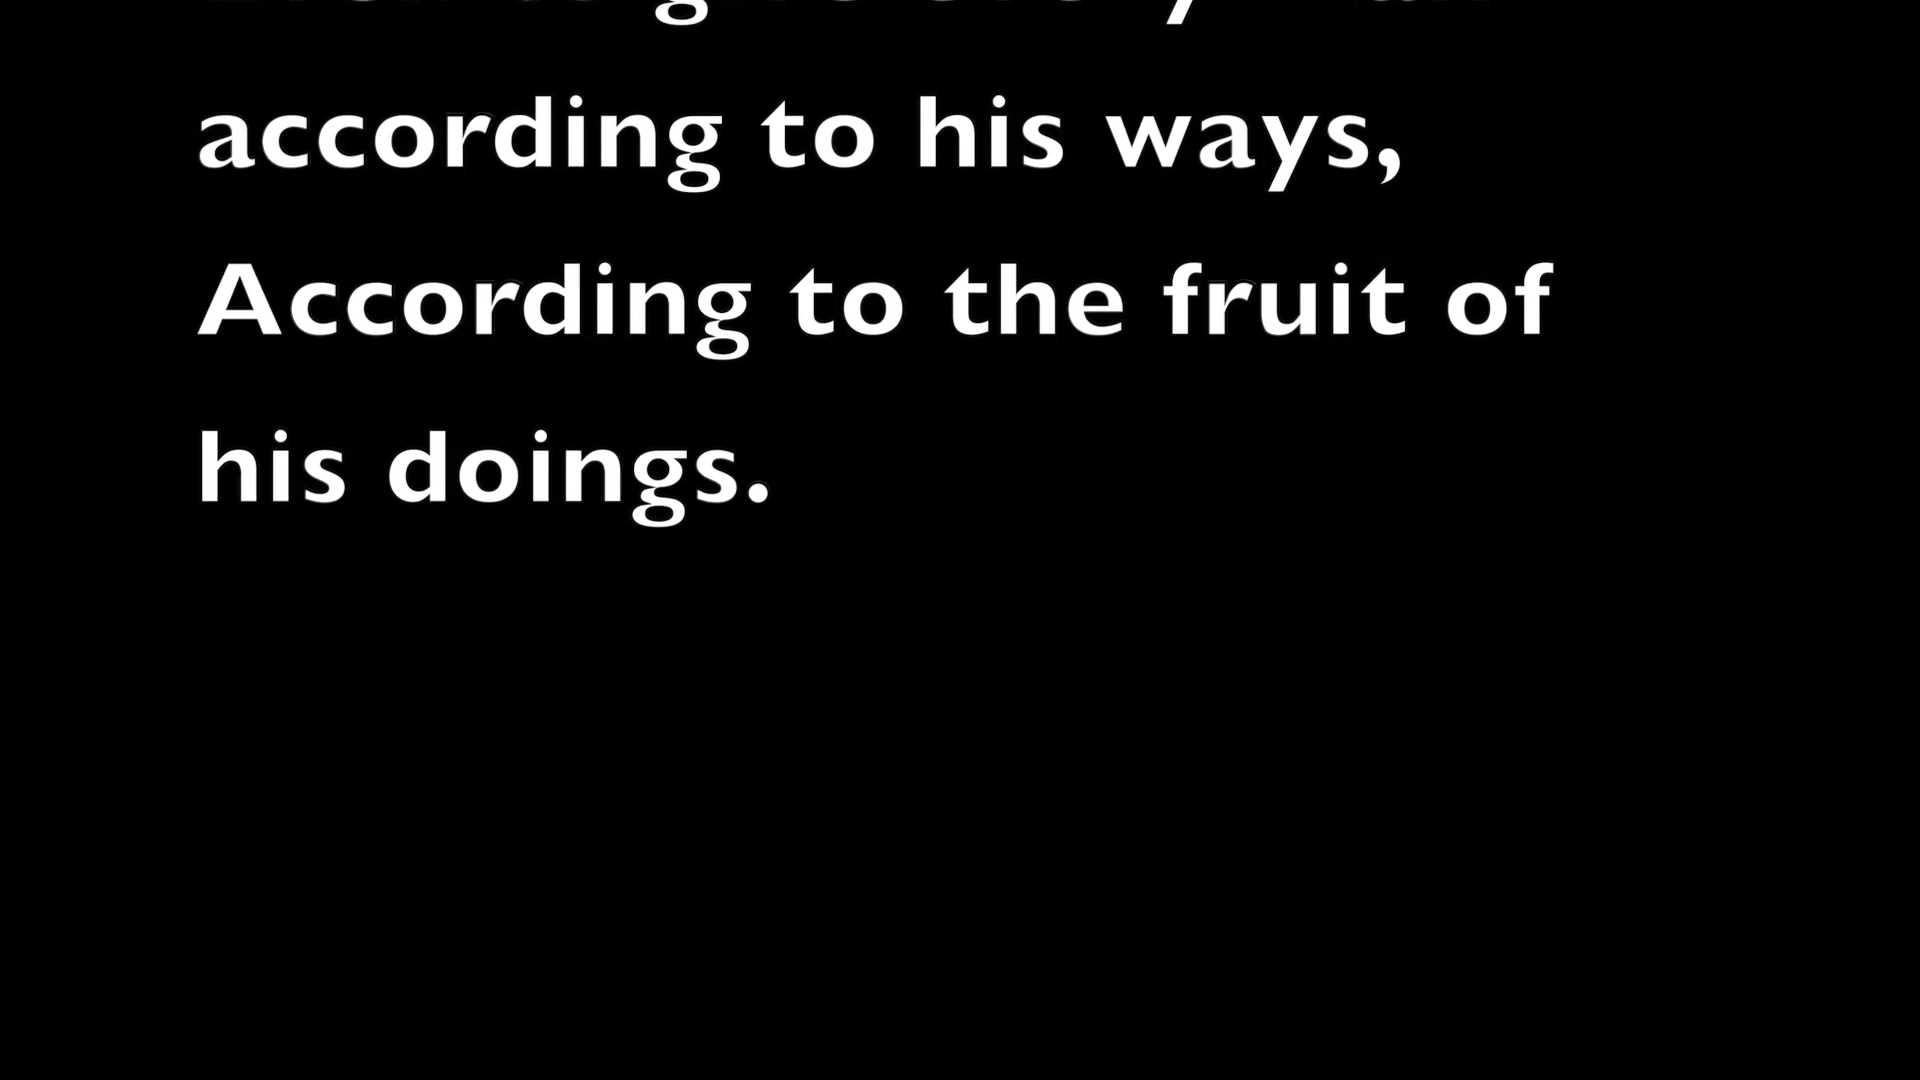 according to his ways,
According to the fruit of
his doings.